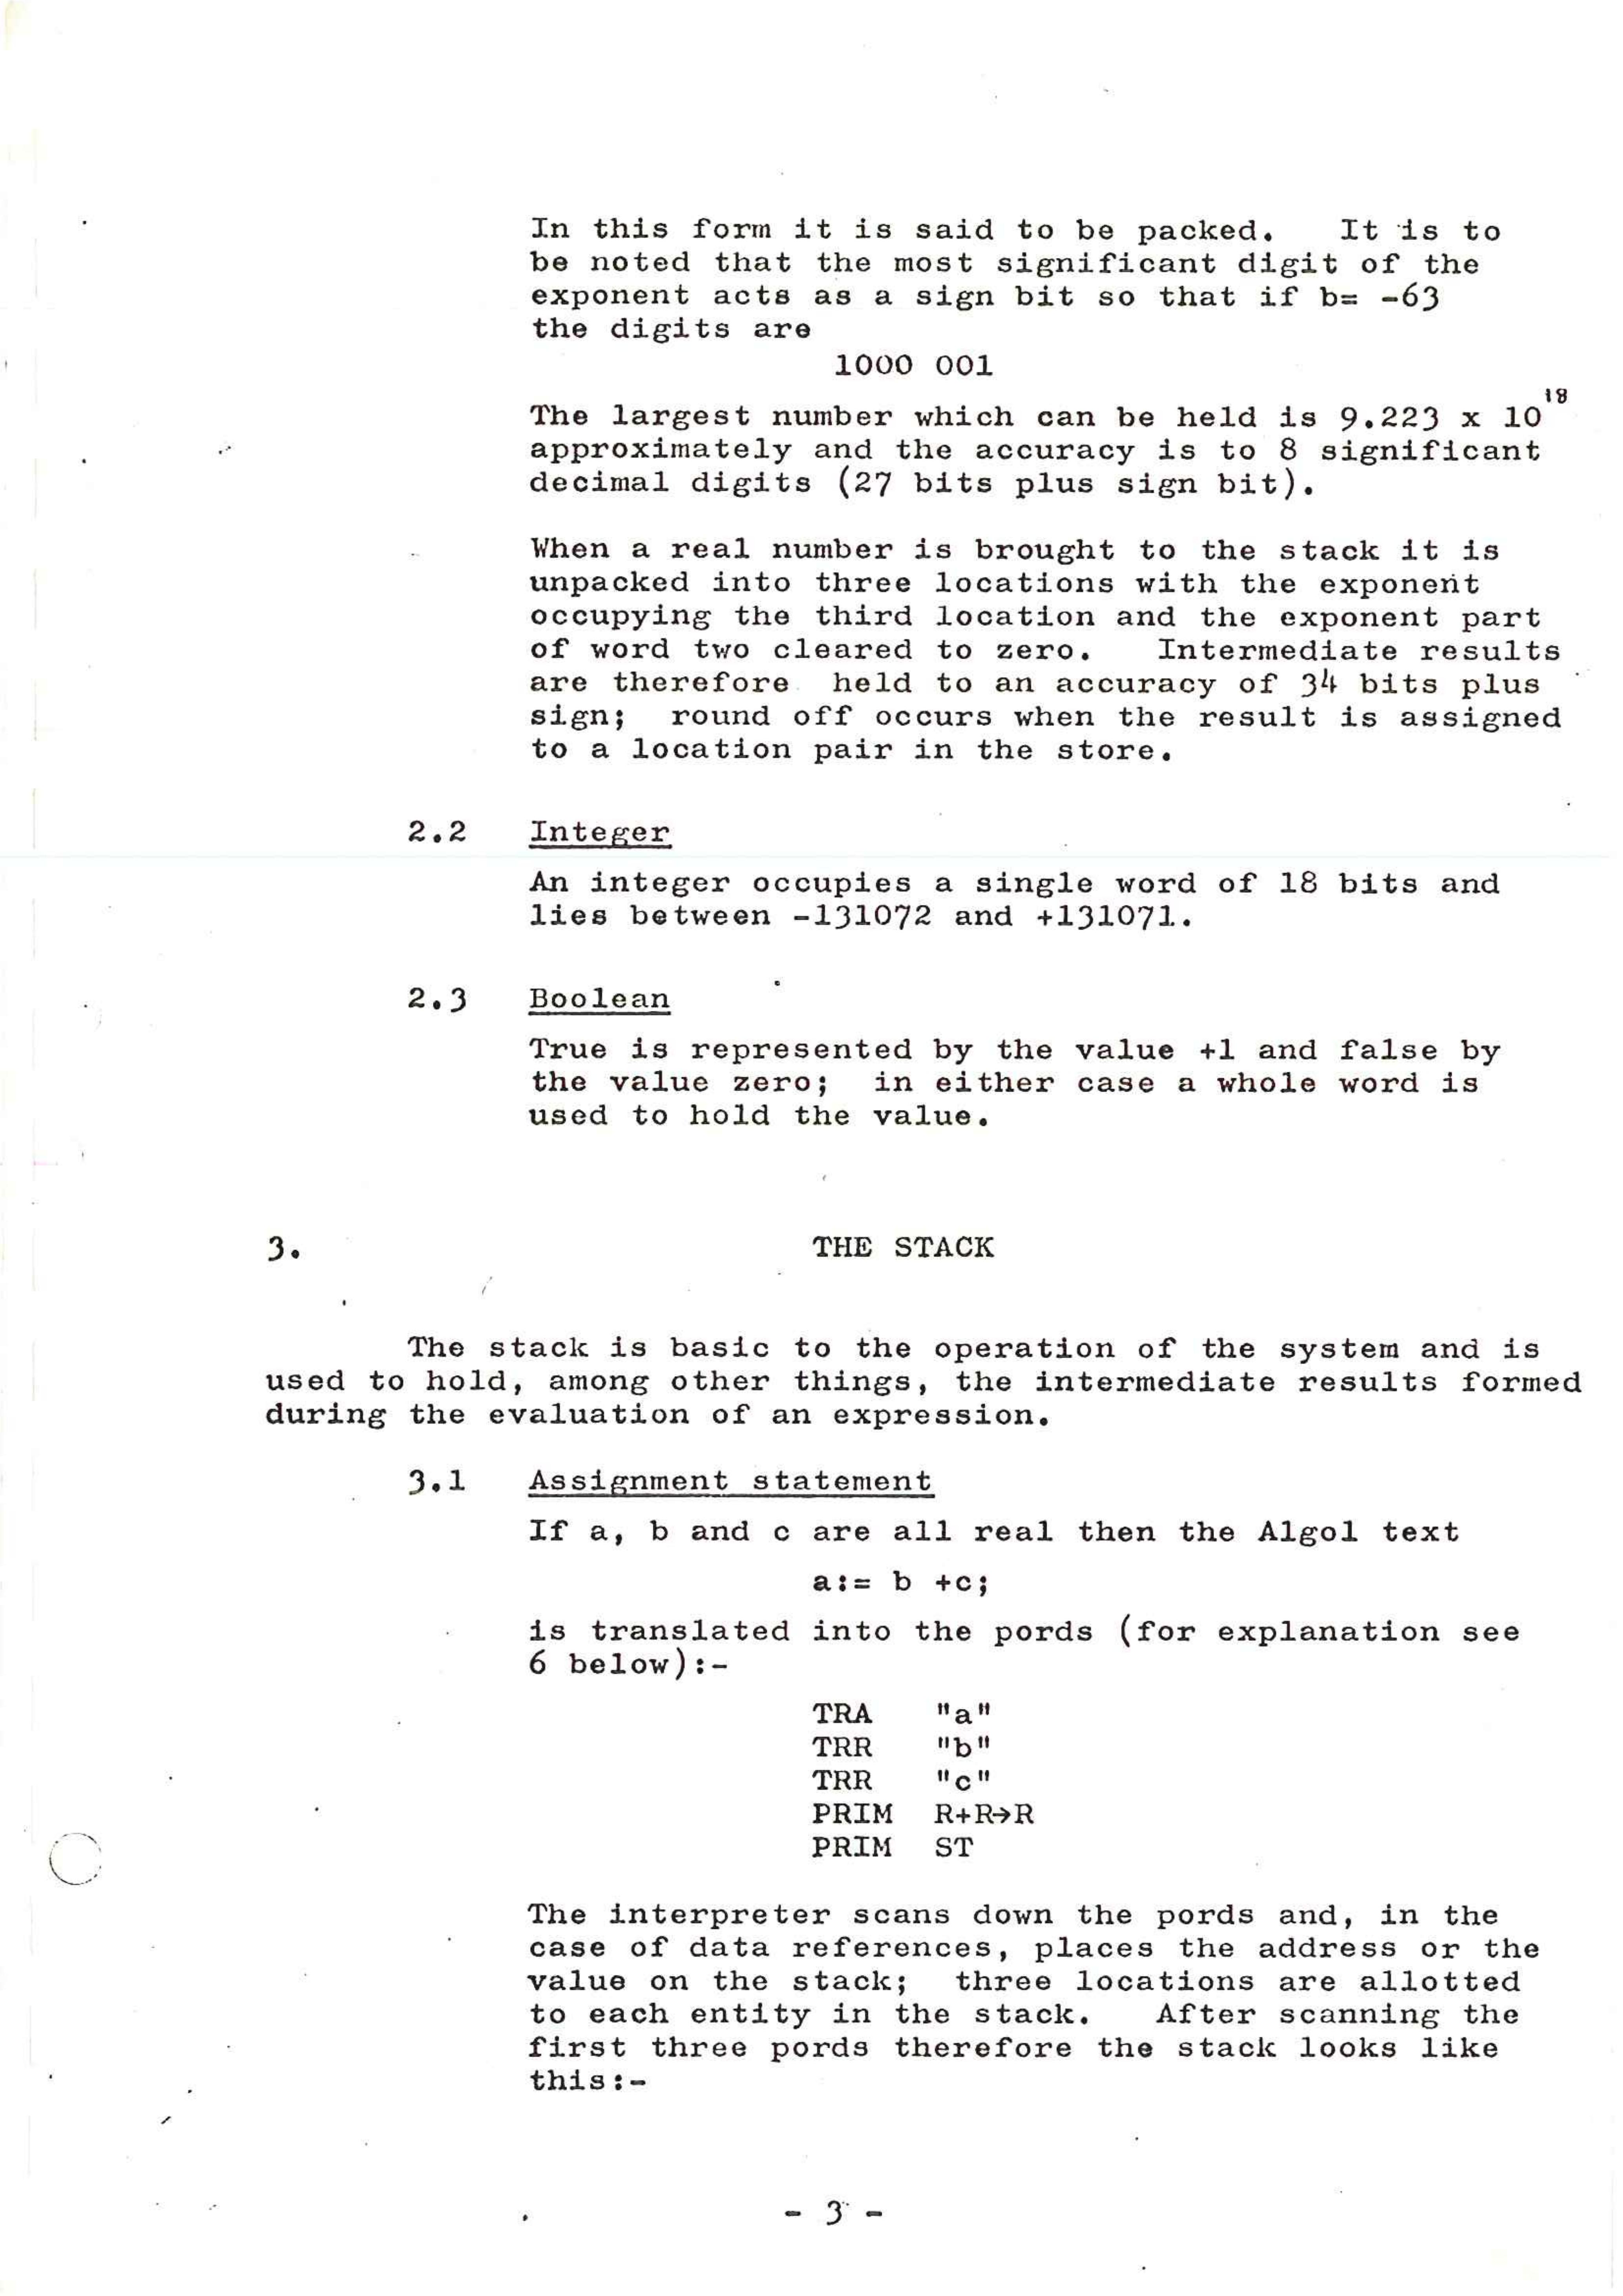 In this form it is said to be packed. It is to
be noted that the most significant digit of the
exponent acts as a sign bit so that if b= -63
the digits are
1000 001
The largest number which can be held is 9.223 x 10¹⁸
approximately and the accuracy is to 8 significant
decimal digits (27 bits plus sign bit).
When a real number is brought to the stack it is
unpacked into three locations with the exponent
occupying the third location and the exponent part
of word two cleared to zero. Intermediate results
are therefore held to an accuracy of 34 bits plus
sign; round off occurs when the result is assigned
to a location pair in the store.
2.2 Integer
An integer occupies a single word of 18 bits and
lies between -131072 and +131071.
2.3 Boolean
True is represented by the value +1 and false by
the value zero; in either case a whole word is
used to hold the value.
3. THE STACK
The stack is basic to the operation of the system and is
used to hold, among other things, the intermediate results formed
during the evaluation of an expression.
3.1 Assignment statement
If a, b and c are all real then the Algol text
a:= b +c;
is translated into the pords (for explanation see
6 below):-
TRA "a"
TRR "b"
TRR "c"
PRIM R+R→R
PRIM ST
The interpreter scans down the pords and, in the
case of data references, places the address or the
value on the stack; three locations are allotted
to each entity in the stack. After scanning the
first three pords therefore the stack looks like
this:-
- 3 -